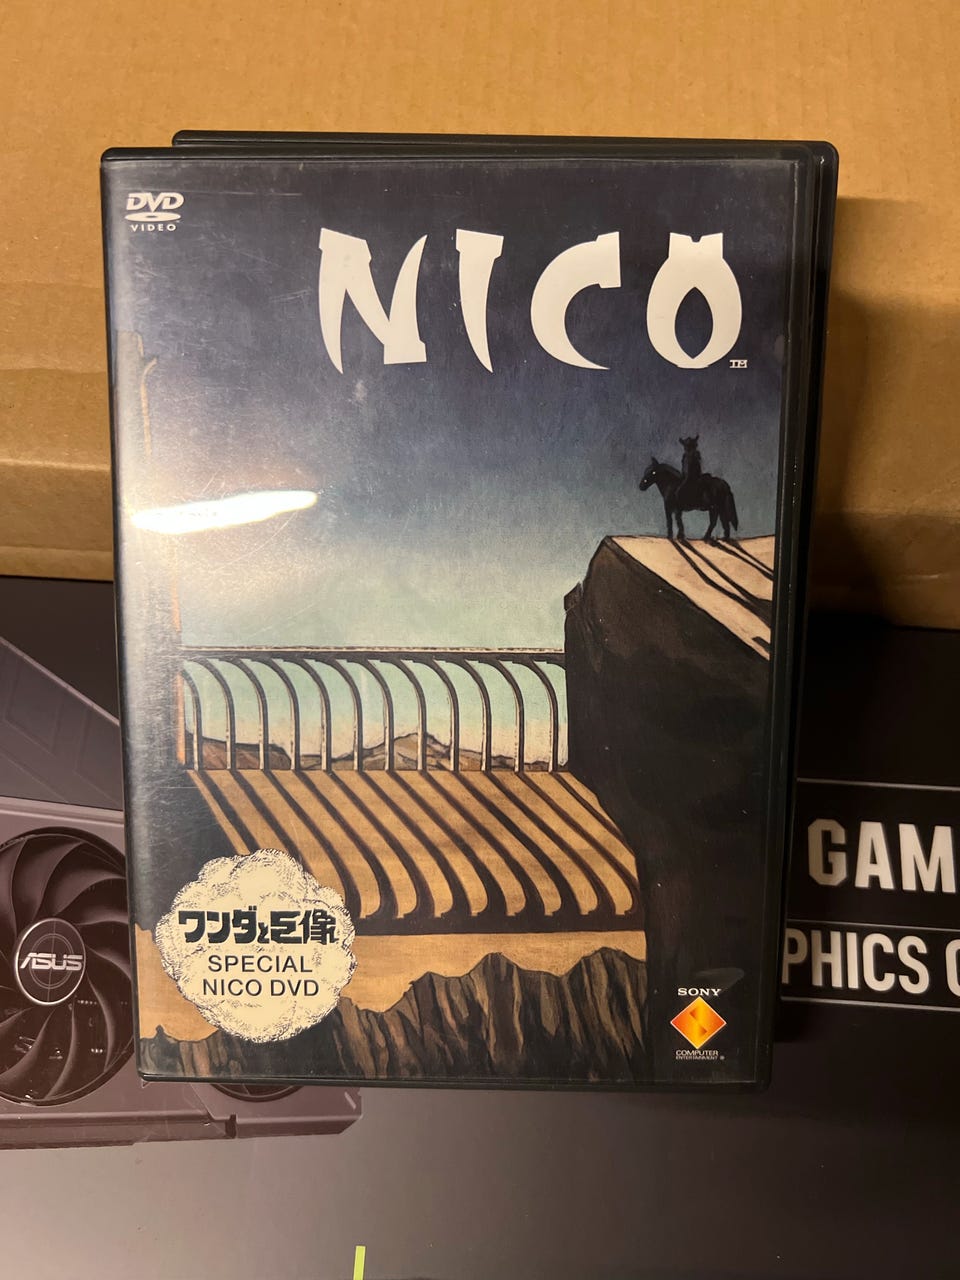 DVD
VIDEO
NICO
TM
ワンダと巨像
SPECIAL
NICO DVD
SONY
COMPUTER
ENTERTAINMENT ®
ASUS
GAM
PHICS